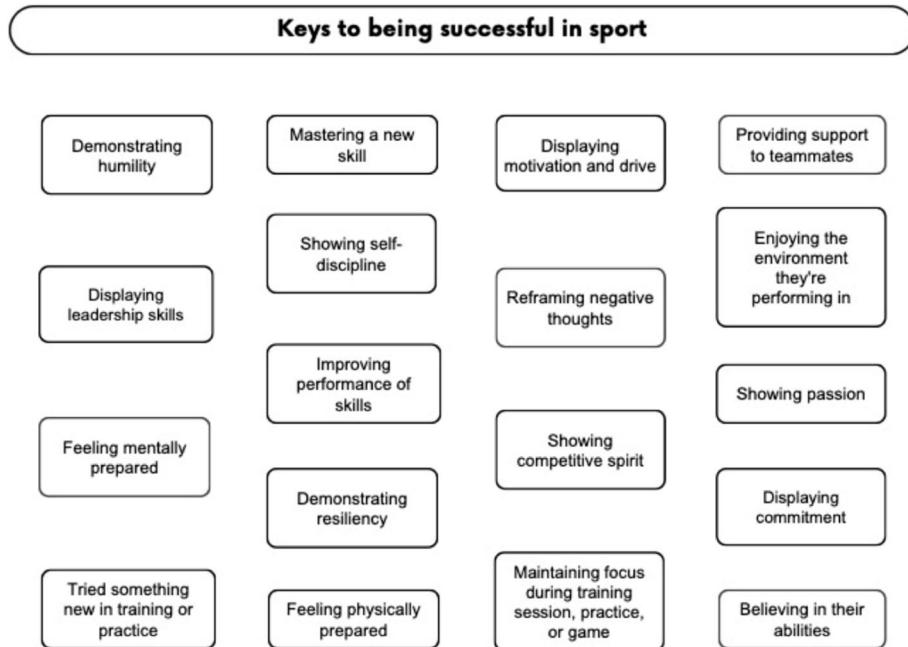 Keys to being successful in sport
Demonstrating
humility
Displaying
leadership skills
Feeling mentally
prepared
Tried something
new in training or
practice
Mastering a new
skill
Showing self-
discipline
Improving
performance of
skills
Demonstrating
resiliency
Feeling physically
prepared
Displaying
motivation and drive
Reframing negative
thoughts
Showing
competitive spirit
Maintaining focus
during training
session, practice,
or game
Providing support
to teammates
Enjoying the
environment
they're
performing in
Showing passion
Displaying
commitment
Believing in their
abilities